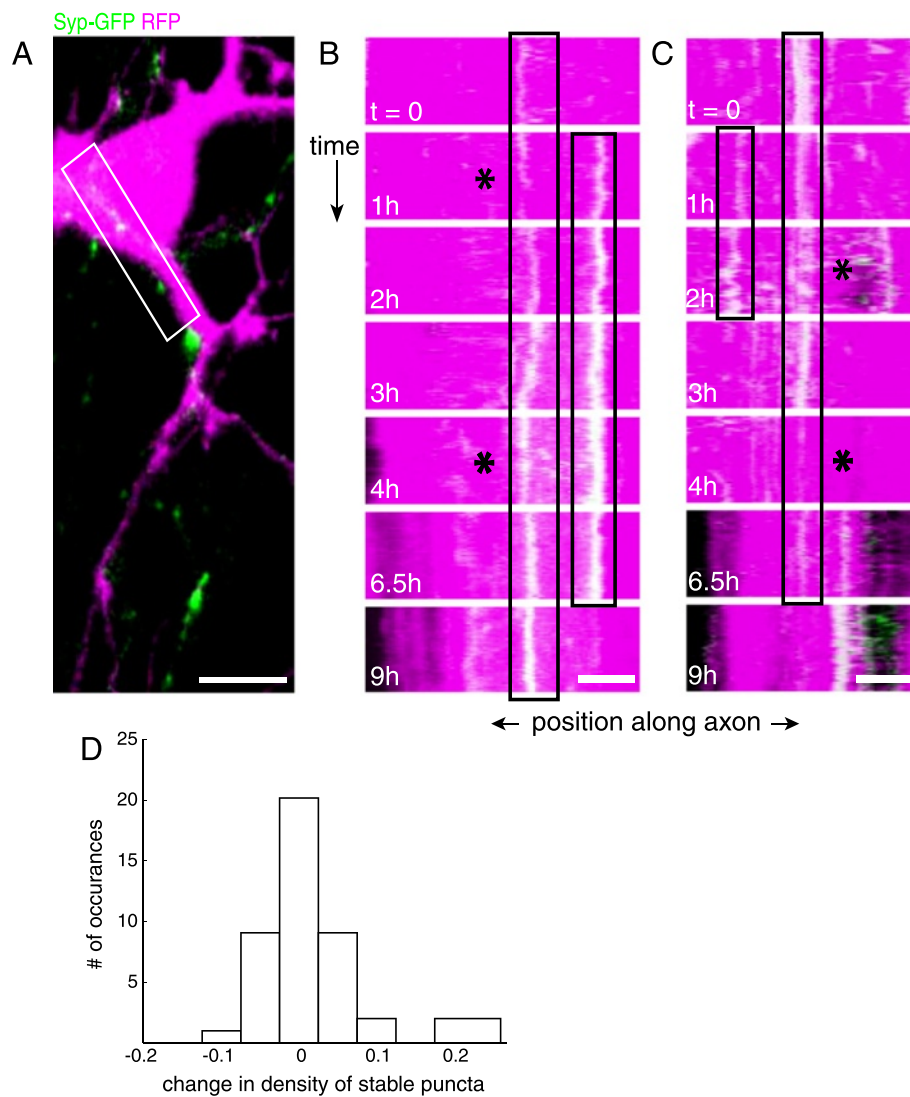 Syp-GFP RFP
A
B
C
time
t = 0
1h
2h
3h
4h
6.5h
9h
t = 0
1h
2h
3h
4h
6.5h
9h
*
*
*
*
← position along axon →
D
# of occurances
25
20
15
10
5
-0.2
-0.1
0
0.1
0.2
change in density of stable puncta